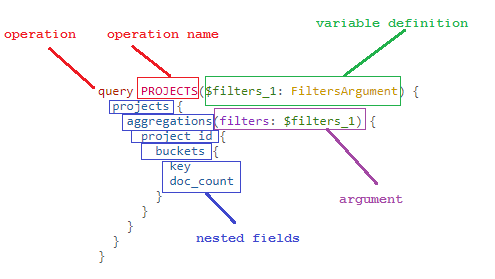 variable definition
operation
operation name
query PROJECTS($filters_1: FiltersArgument) {
projects {
aggregations(filters: $filters_1) {
project_id {
buckets {
key
doc_count
}
}
}
}
}
argument
nested fields